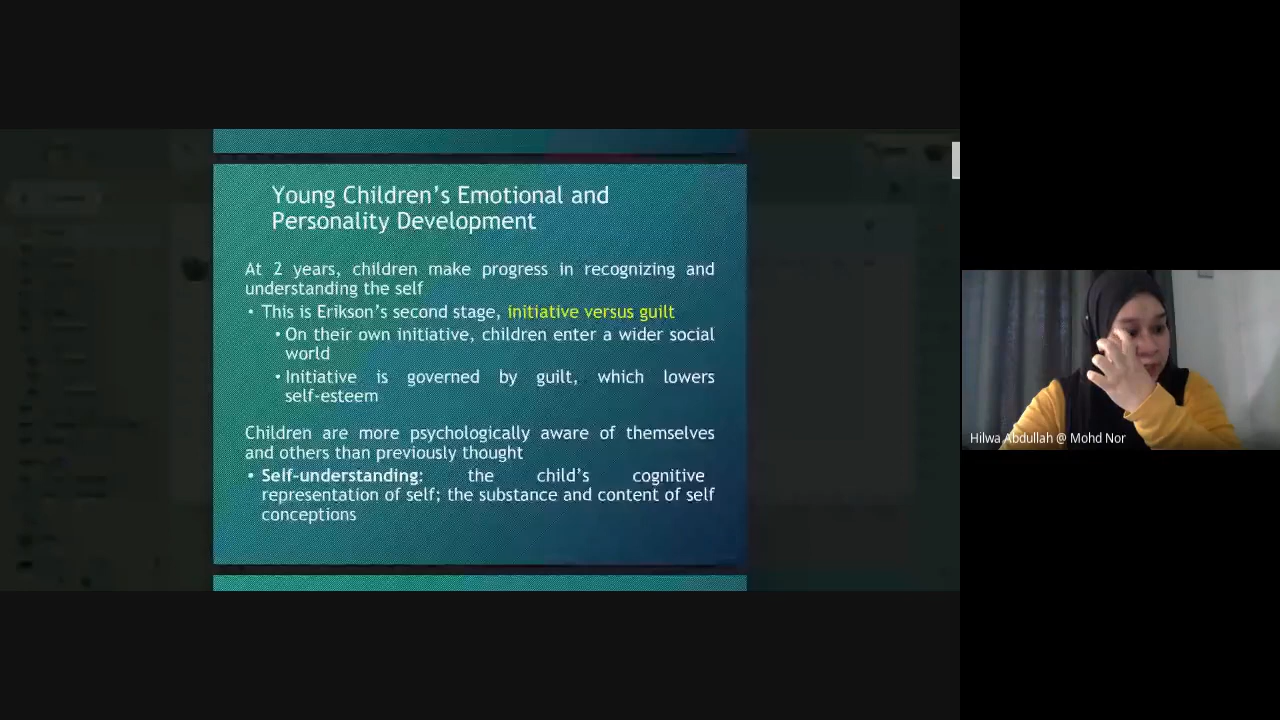 Young Children’s Emotional and
Personality Development
At 2 years, children make progress in recognizing and
understanding the self
• This is Erikson’s second stage, initiative versus guilt
• On their own initiative, children enter a wider social
world
• Initiative is governed by guilt, which lowers
self-esteem
Children are more psychologically aware of themselves
and others than previously thought
• Self-understanding: the child’s cognitive
representation of self; the substance and content of self
conceptions
Hilwa Abdullah @ Mohd Nor